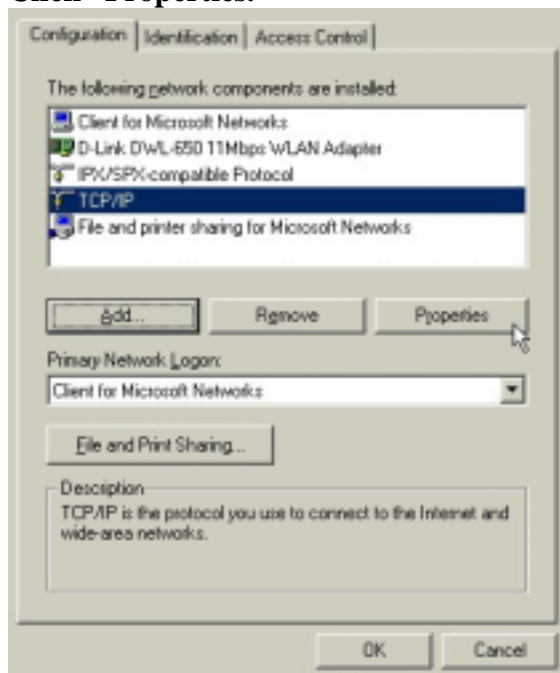 Click "Properties.
Configuration Identification Access Control
The following network components are installed:
Client for Microsoft Networks
D-Link DWL-650 11Mbps WLAN Adapter
IPX/SPX-compatible Protocol
TCP/IP
File and printer sharing for Microsoft Networks
Add... Remove Properties
Primary Network Logon:
Client for Microsoft Networks
File and Print Sharing...
Description
TCP/IP is the protocol you use to connect to the Internet and
wide-area networks.
OK Cancel